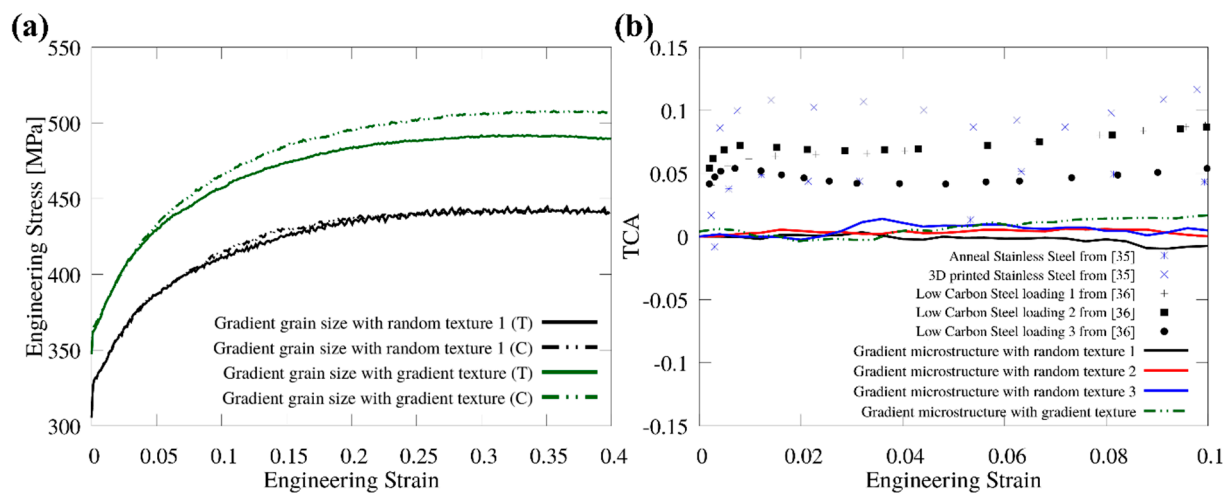 (a)
550
500
450
400
350
300
Engineering Stress [MPa]
0 0.05 0.1 0.15 0.2 0.25 0.3 0.35 0.4
Engineering Strain
Gradient grain size with random texture 1 (T)
Gradient grain size with random texture 1 (C)
Gradient grain size with gradient texture (T)
Gradient grain size with gradient texture (C)
(b)
0.15
0.1
0.05
0
-0.05
-0.1
-0.15
TCA
0 0.02 0.04 0.06 0.08 0.1
Engineering Strain
Anneal Stainless Steel from [35]
3D printed Stainless Steel from [35]
Low Carbon Steel loading 1 from [36]
Low Carbon Steel loading 2 from [36]
Low Carbon Steel loading 3 from [36]
Gradient microstructure with random texture 1
Gradient microstructure with random texture 2
Gradient microstructure with random texture 3
Gradient microstructure with gradient texture